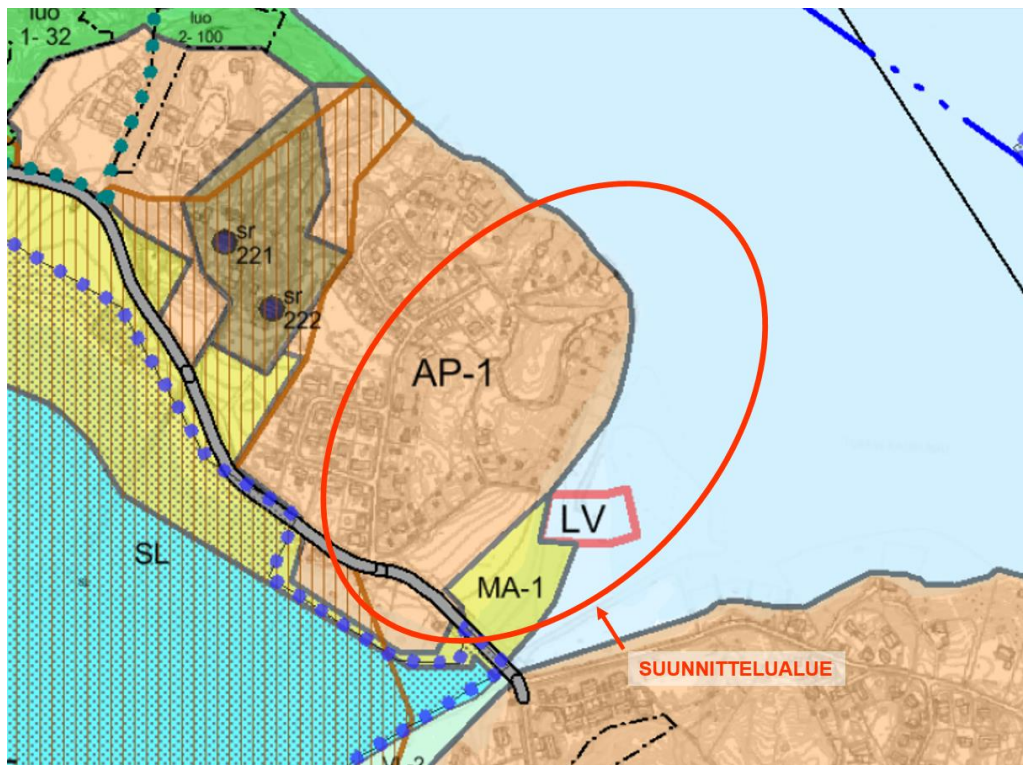 luo
1- 32
luo
2- 100
sr
221
sr
222
AP-1
LV
SL
MA-1
SUUNNITTELUALUE